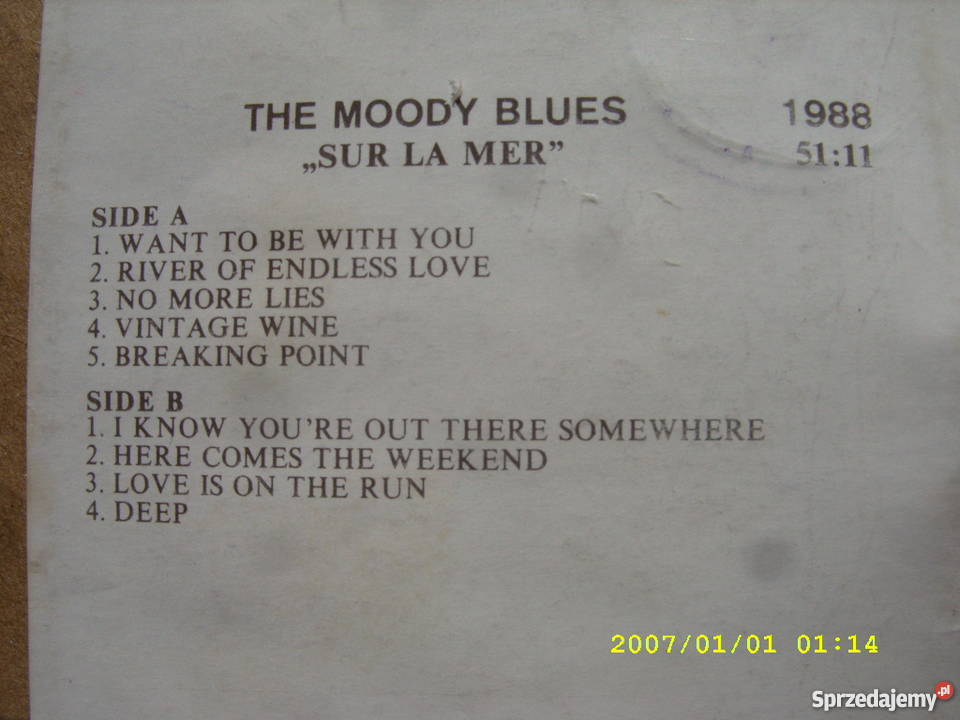 THE MOODY BLUES 1988
„SUR LA MER” 51:11
SIDE A
1. WANT TO BE WITH YOU
2. RIVER OF ENDLESS LOVE
3. NO MORE LIES
4. VINTAGE WINE
5. BREAKING POINT
SIDE B
1. I KNOW YOU'RE OUT THERE SOMEWHERE
2. HERE COMES THE WEEKEND
3. LOVE IS ON THE RUN
4. DEEP
2007/01/01 01:14
Sprzedajemy.pl